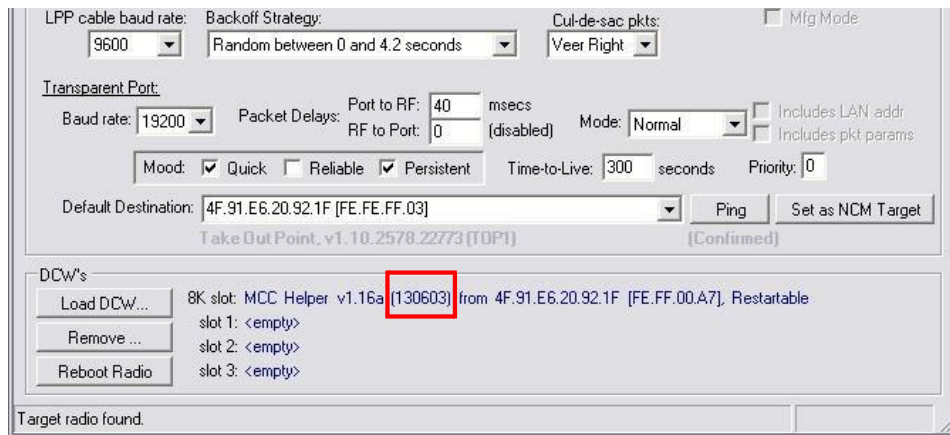 LPP cable baud rate: Backoff Strategy: Cul-de-sac pkts: Mfg Mode
9600 Random between 0 and 4.2 seconds Veer Right
Transparent Port:
Baud rate: 19200 Packet Delays: Port to RF: 40 msecs Mode: Normal Includes LAN addr
RF to Port: 0 (disabled) Includes pkt params
Mood: Quick Reliable Persistent Time-to-Live: 300 seconds Priority: 0
Default Destination: 4F.91.E6.20.92.1F [FE.FE.FF.03] Ping Set as NCM Target
Take Out Point, v1.10.2578.22773 (TOP1) (Confirmed)
DCW's
Load DCW... 8K slot: MCC Helper v1.16a (130603) from 4F.91.E6.20.92.1F [FE.FF.00.A7], Restartable
slot 1: <empty>
Remove ... slot 2: <empty>
Reboot Radio slot 3: <empty>
Target radio found.